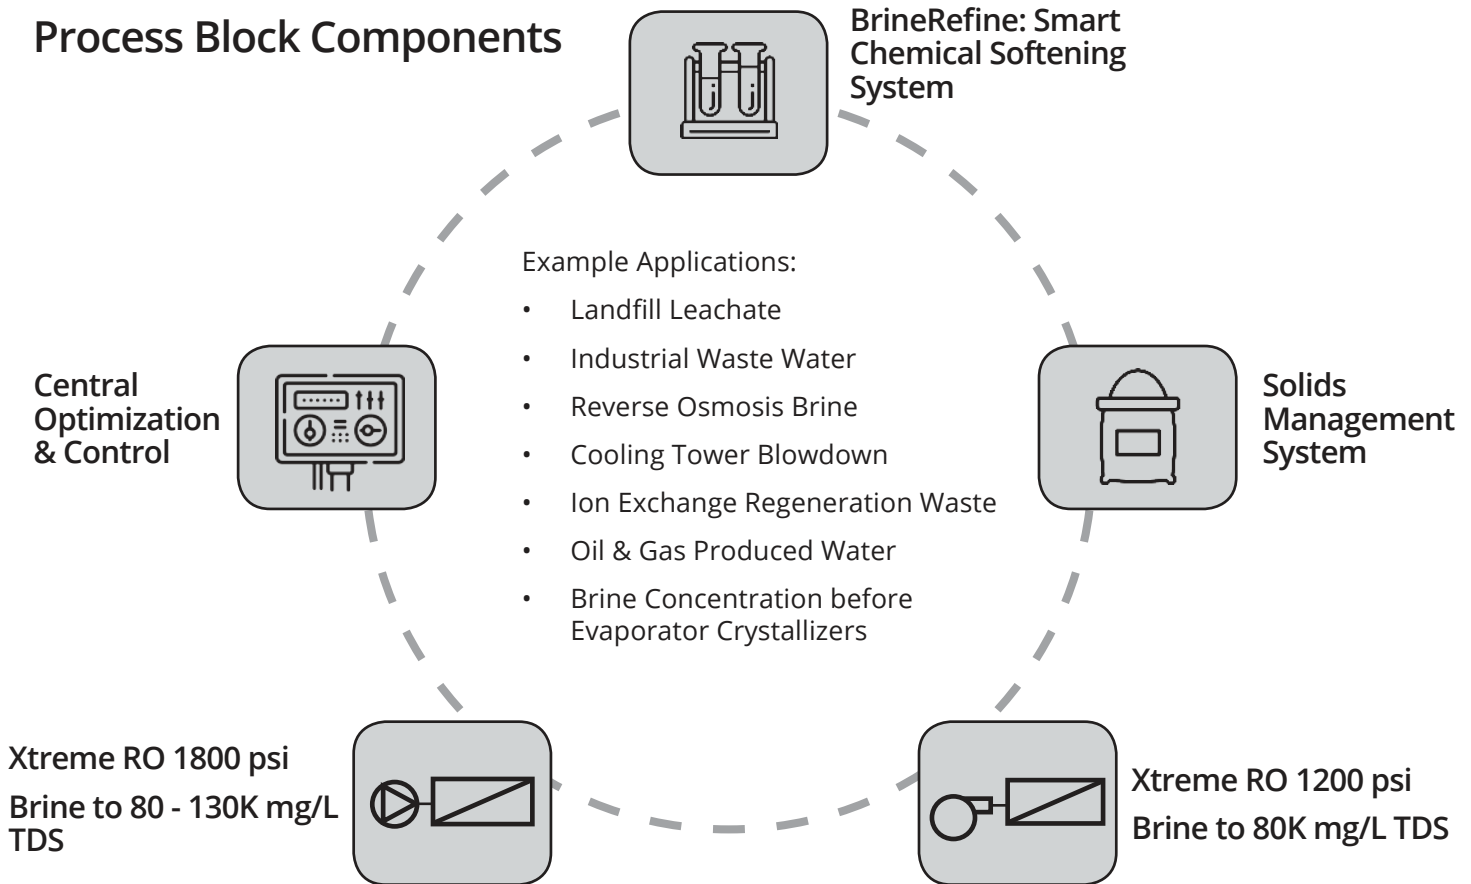 Process Block Components
BrineRefine: Smart
Chemical Softening
System
Example Applications:
• Landfill Leachate
• Industrial Waste Water
• Reverse Osmosis Brine
• Cooling Tower Blowdown
• Ion Exchange Regeneration Waste
• Oil & Gas Produced Water
• Brine Concentration before
Evaporator Crystallizers
Central
Optimization
& Control
Solids
Management
System
Xtreme RO 1800 psi
Brine to 80 - 130K mg/L
TDS
Xtreme RO 1200 psi
Brine to 80K mg/L TDS